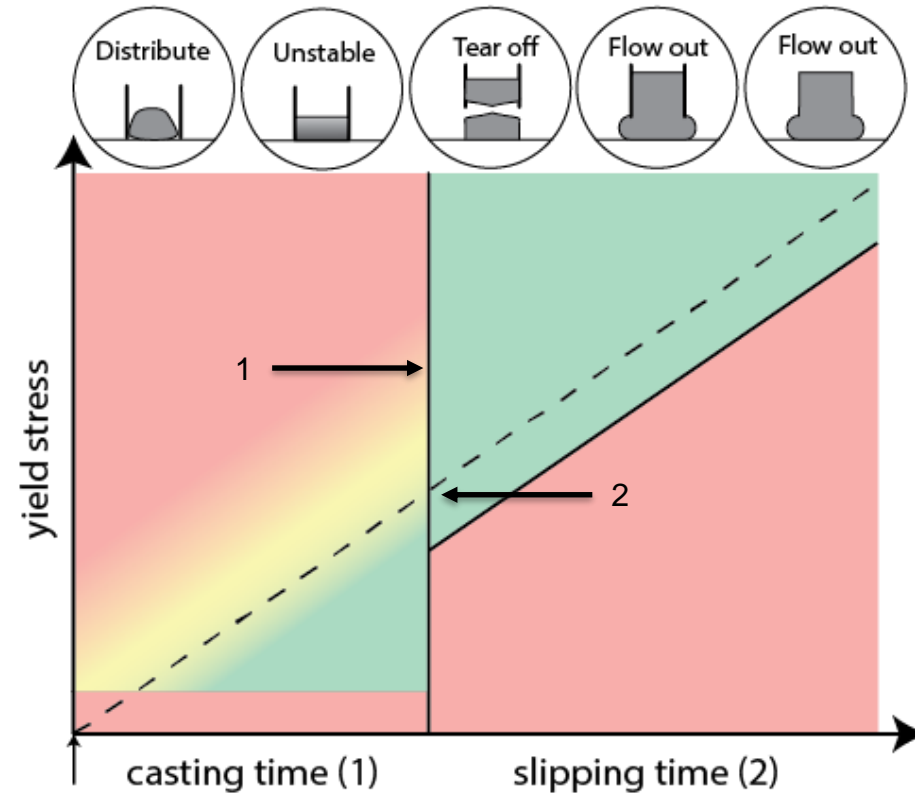 Distribute
Unstable
Tear off
Flow out
Flow out
yield stress
1
2
casting time (1)
slipping time (2)